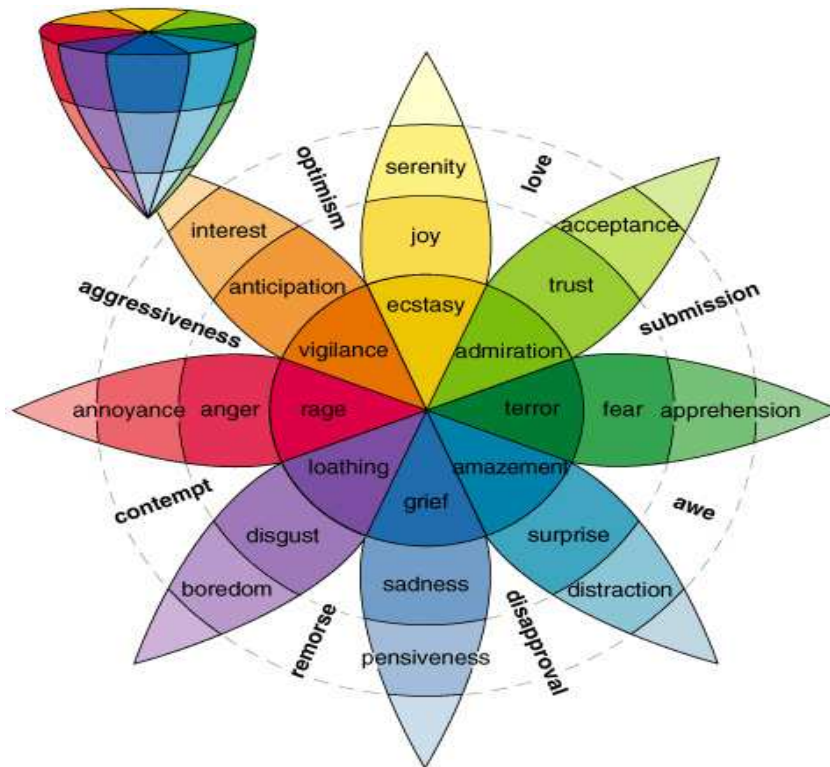 serenity
optimism
love
interest
acceptance
joy
anticipation
trust
aggressiveness
submission
ecstasy
vigilance
admiration
annoyance
anger
rage
terror
fear
apprehension
loathing
amazement
contempt
grief
awe
disgust
surprise
boredom
sadness
distraction
remorse
disapproval
pensiveness